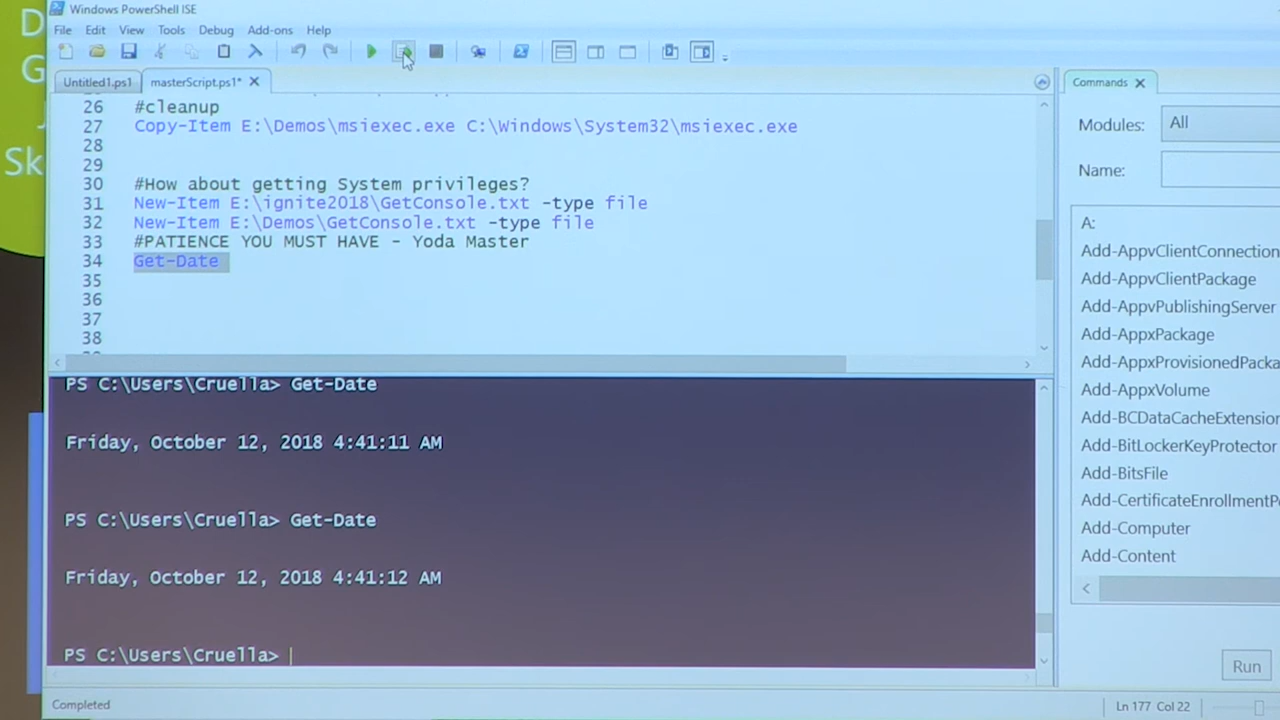 Windows PowerShell ISE
File Edit View Tools Debug Add-ons Help
Untitled1.ps1 masterScript.ps1* X
26 #cleanup
27 Copy-Item E:\Demos\msiexec.exe C:\Windows\System32\msiexec.exe
28
29
30 #How about getting System privileges?
31 New-Item E:\ignite2018\GetConsole.txt -type file
32 New-Item E:\Demos\GetConsole.txt -type file
33 #PATIENCE YOU MUST HAVE - Yoda Master
34 Get-Date
35
36
37
38
PS C:\Users\Cruella> Get-Date
Friday, October 12, 2018 4:41:11 AM
PS C:\Users\Cruella> Get-Date
Friday, October 12, 2018 4:41:12 AM
PS C:\Users\Cruella>
Completed
Ln 177 Col 22
Commands X
Modules: All
Name:
A:
Add-AppvClientConnection
Add-AppvClientPackage
Add-AppvPublishingServer
Add-AppxPackage
Add-AppxProvisionedPacka
Add-AppxVolume
Add-BCDataCacheExtension
Add-BitLockerKeyProtector
Add-BitsFile
Add-CertificateEnrollmentPo
Add-Computer
Add-Content
Run